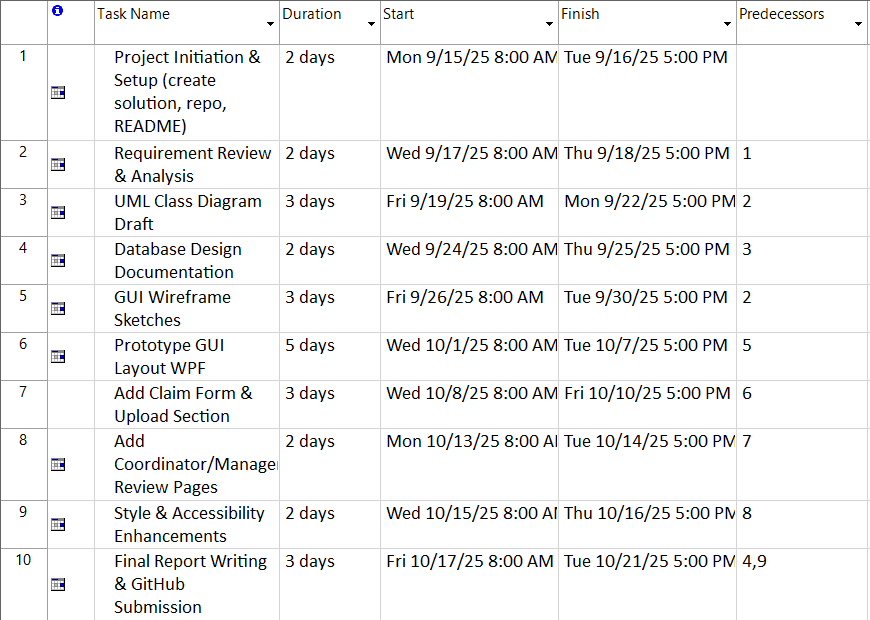 Task Name Duration Start Finish Predecessors
1 Project Initiation & 2 days Mon 9/15/25 8:00 AM Tue 9/16/25 5:00 PM
Setup (create
solution, repo,
README)
2 Requirement Review 2 days Wed 9/17/25 8:00 AM Thu 9/18/25 5:00 PM 1
& Analysis
3 UML Class Diagram 3 days Fri 9/19/25 8:00 AM Mon 9/22/25 5:00 PM 2
Draft
4 Database Design 2 days Wed 9/24/25 8:00 AM Thu 9/25/25 5:00 PM 3
Documentation
5 GUI Wireframe 3 days Fri 9/26/25 8:00 AM Tue 9/30/25 5:00 PM 2
Sketches
6 Prototype GUI 5 days Wed 10/1/25 8:00 AM Tue 10/7/25 5:00 PM 5
Layout WPF
7 Add Claim Form & 3 days Wed 10/8/25 8:00 AM Fri 10/10/25 5:00 PM 6
Upload Section
8 Add 2 days Mon 10/13/25 8:00 AM Tue 10/14/25 5:00 PM 7
Coordinator/Manager
Review Pages
9 Style & Accessibility 2 days Wed 10/15/25 8:00 AM Thu 10/16/25 5:00 PM 8
Enhancements
10 Final Report Writing 3 days Fri 10/17/25 8:00 AM Tue 10/21/25 5:00 PM 4,9
& GitHub
Submission